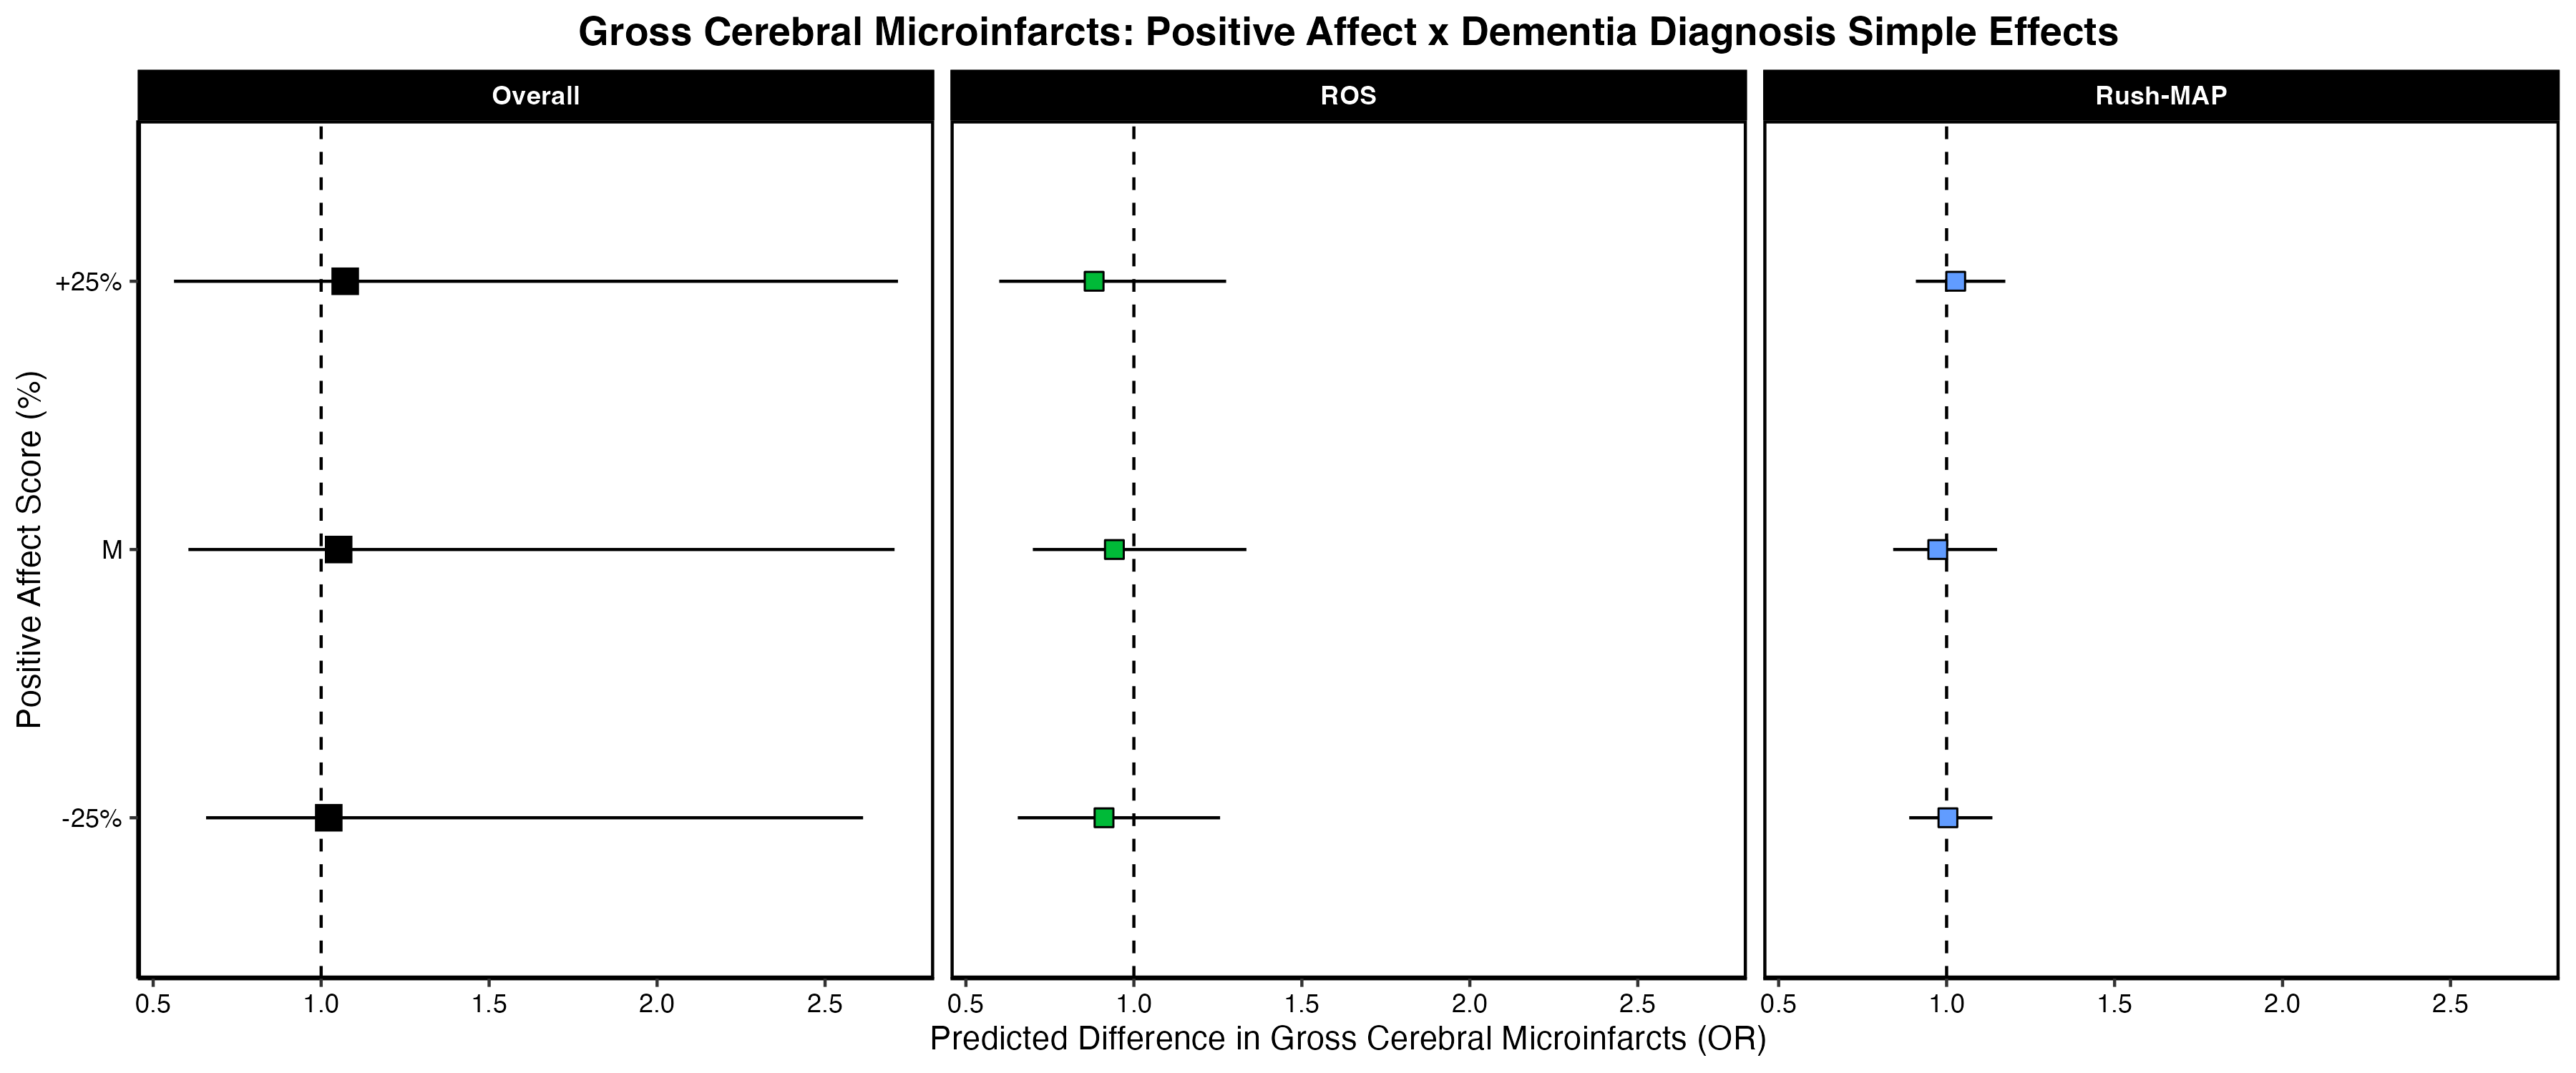 Gross Cerebral Microinfarcts: Positive Affect x Dementia Diagnosis Simple Effects
Overall
ROS
Rush-MAP
Positive Affect Score (%)
+25%
M
-25%
0.5 1.0 1.5 2.0 2.5
0.5 1.0 1.5 2.0 2.5
0.5 1.0 1.5 2.0 2.5
Predicted Difference in Gross Cerebral Microinfarcts (OR)